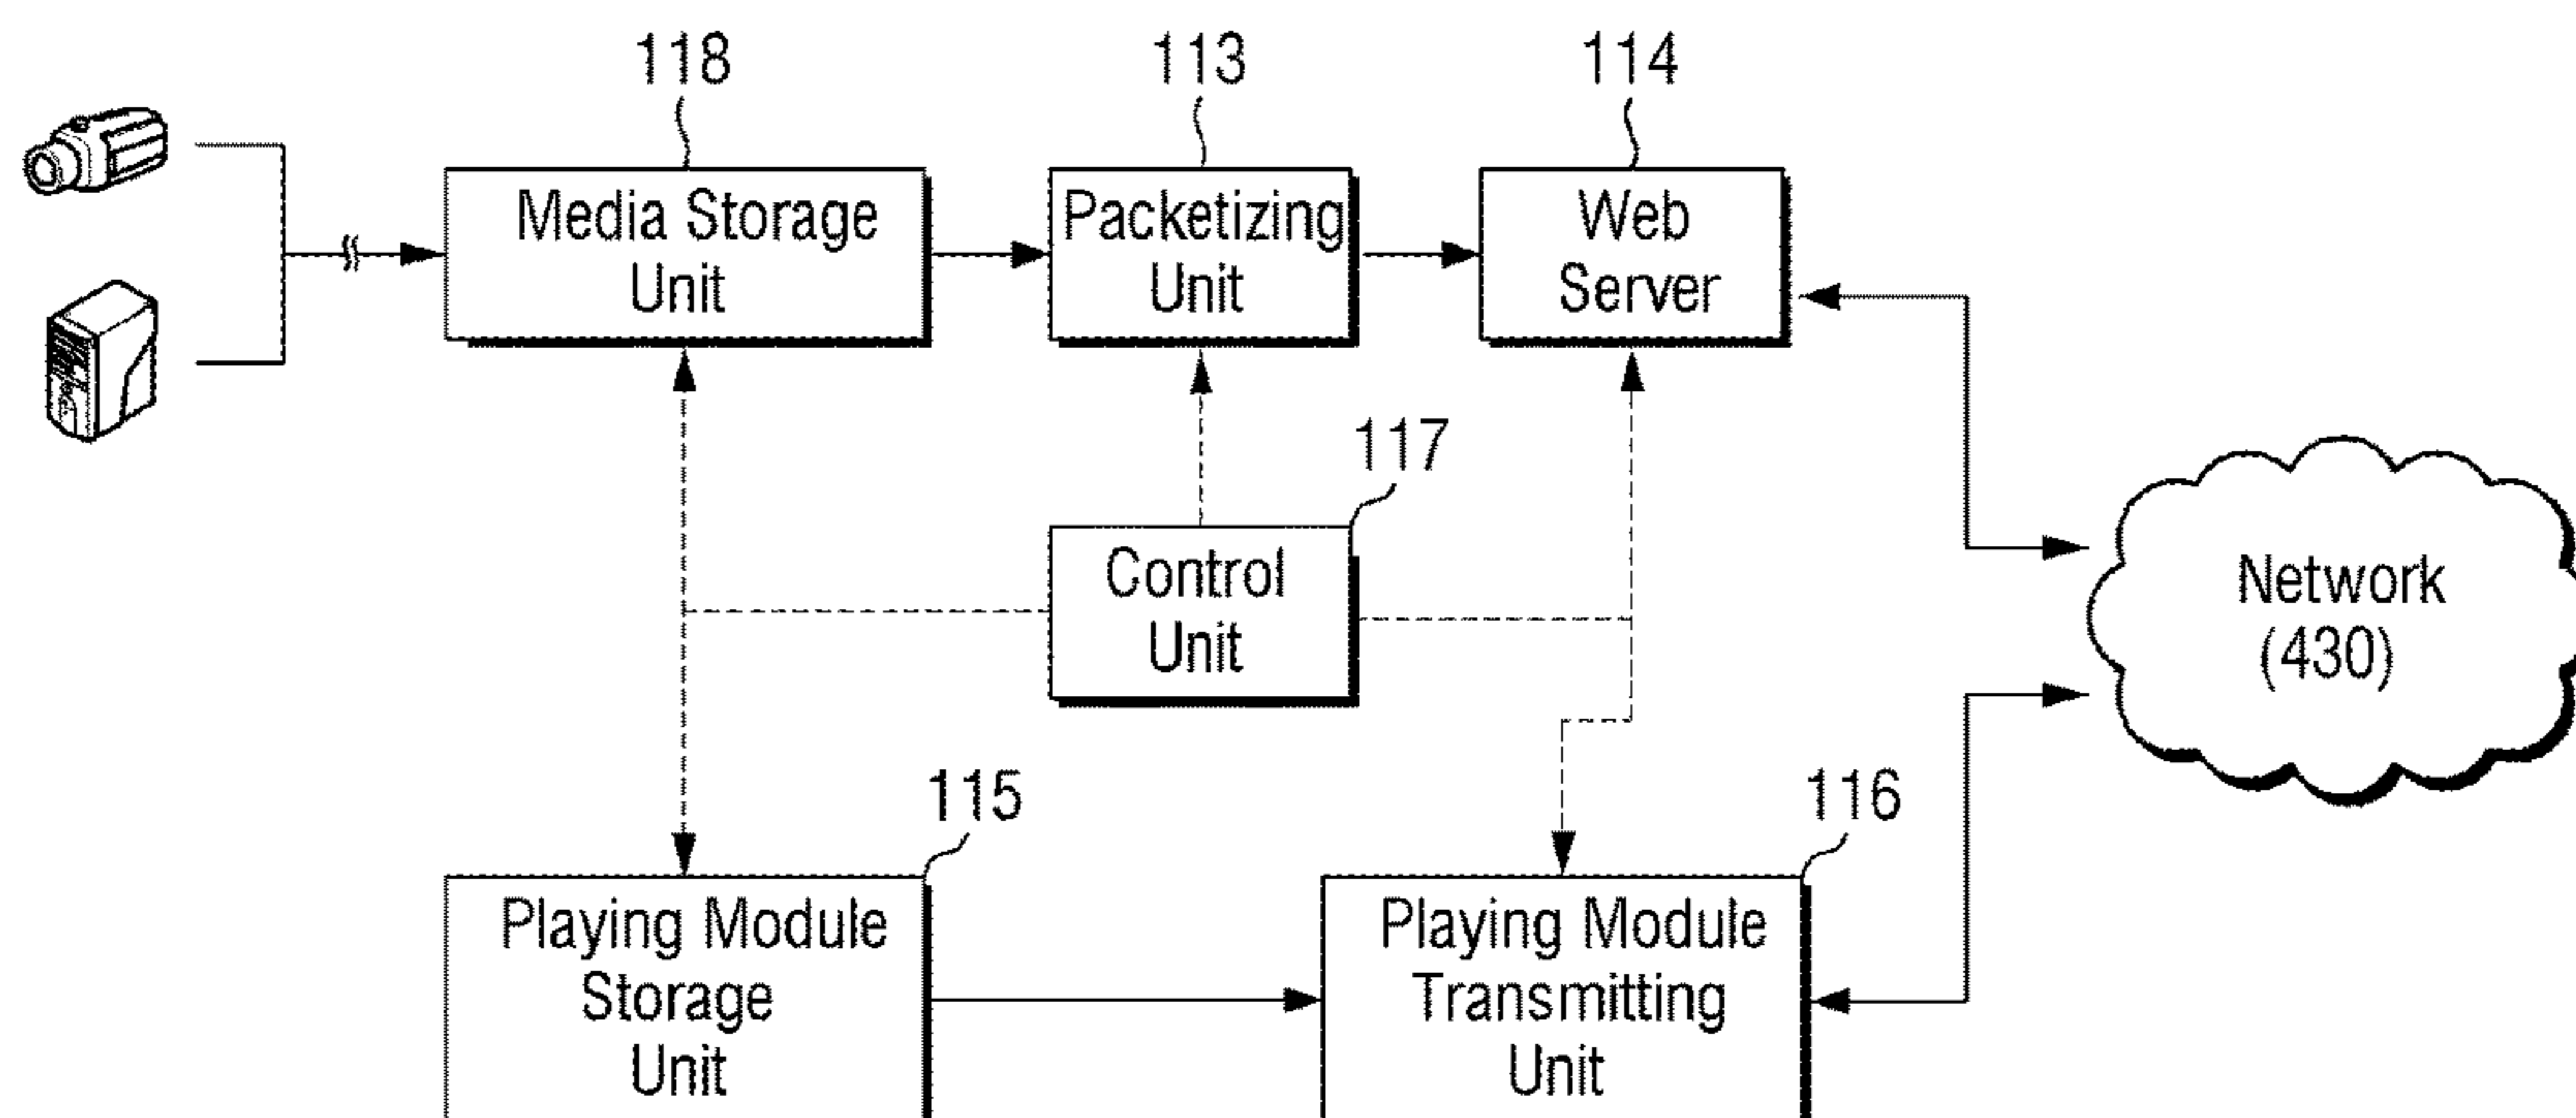 118
113
114
Media Storage
Unit
Packetizing
Unit
Web
Server
117
Control
Unit
Network
(430)
115
116
Playing Module
Storage
Unit
Playing Module
Transmitting
Unit